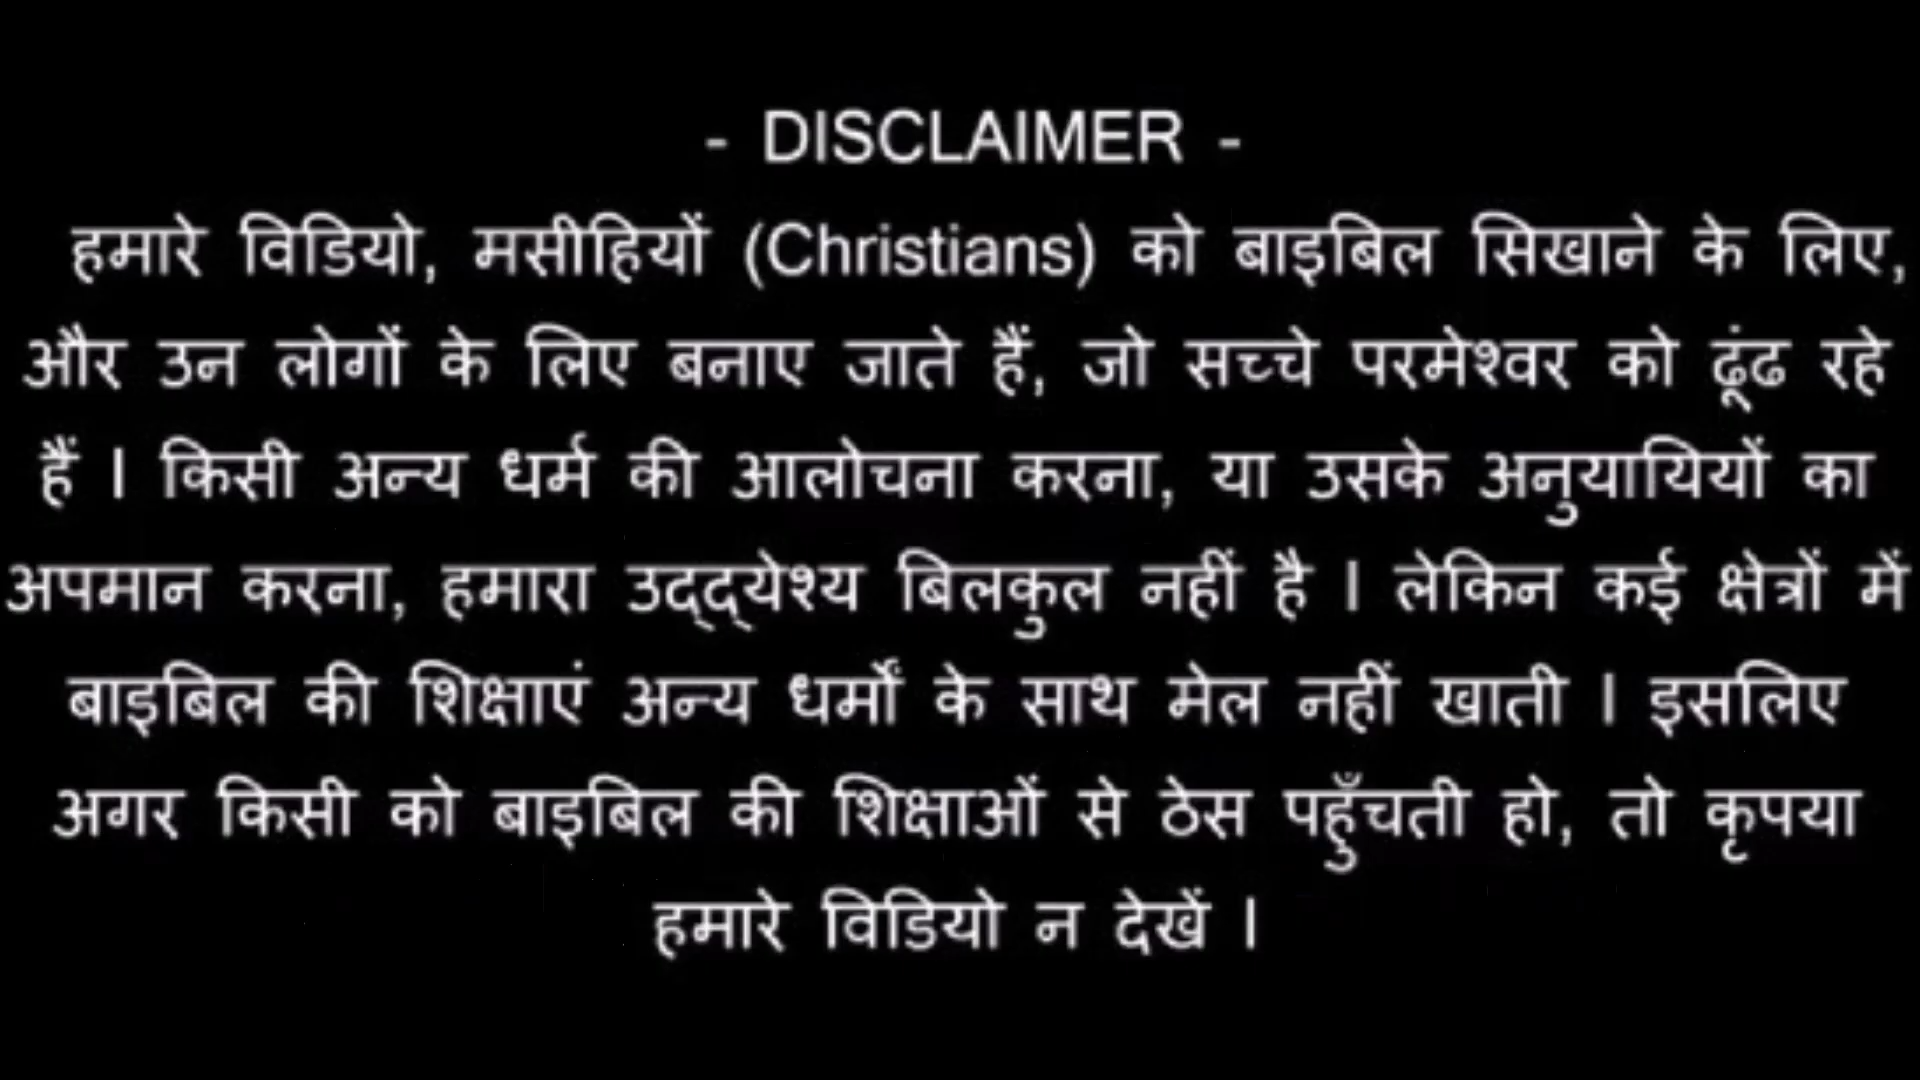 - DISCLAIMER -
हमारे विडियो, मसीहियों (Christians) को बाइबिल सिखाने के लिए,
और उन लोगों के लिए बनाए जाते हैं, जो सच्चे परमेश्वर को ढूंढ रहे
हैं । किसी अन्य धर्म की आलोचना करना, या उसके अनुयायियों का
अपमान करना, हमारा उद्द्येश्य बिलकुल नहीं है । लेकिन कई क्षेत्रों में
बाइबिल की शिक्षाएं अन्य धर्मों के साथ मेल नहीं खाती । इसलिए
अगर किसी को बाइबिल की शिक्षाओं से ठेस पहुँचती हो, तो कृपया
हमारे विडियो न देखें ।